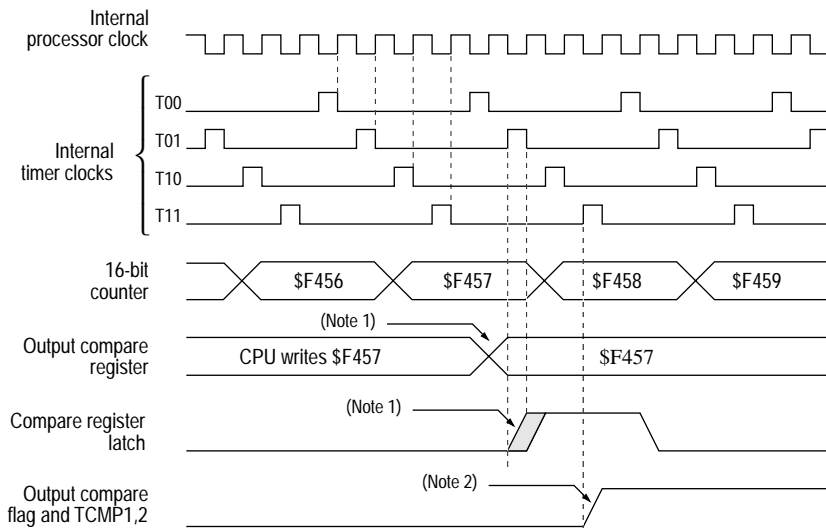 Internal
processor clock
T00
T01
Internal
timer clocks
T10
T11
16-bit
counter
$F456
$F457
$F458
$F459
(Note 1)
Output compare
register
CPU writes $F457
$F457
(Note 1)
Compare register
latch
(Note 2)
Output compare
flag and TCMP1,2